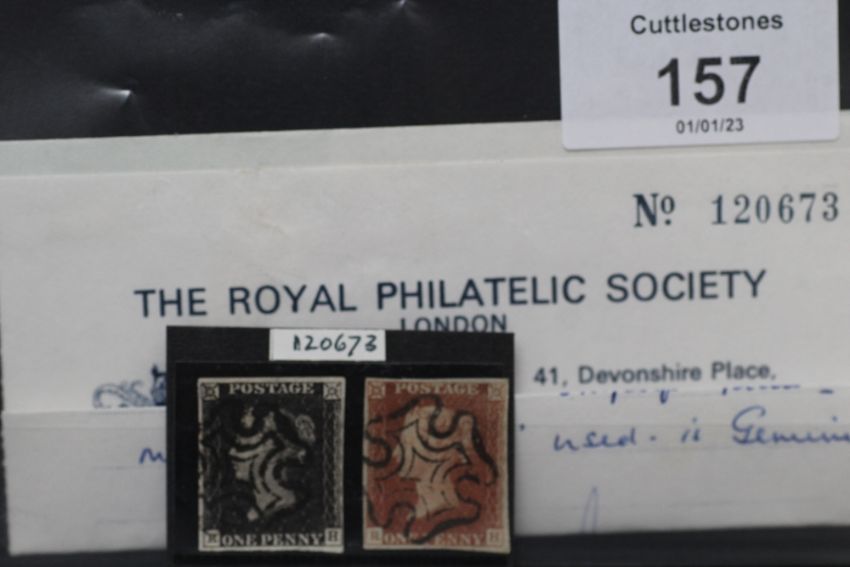 Cuttlestones
157
01/01/23
Nº 120673
THE ROYAL PHILATELIC SOCIETY
LONDON
120673
41, Devonshire Place,
used. is Genuin
POSTAGE
R ONE PENNY H
POSTAGE
R ONE PENNY H